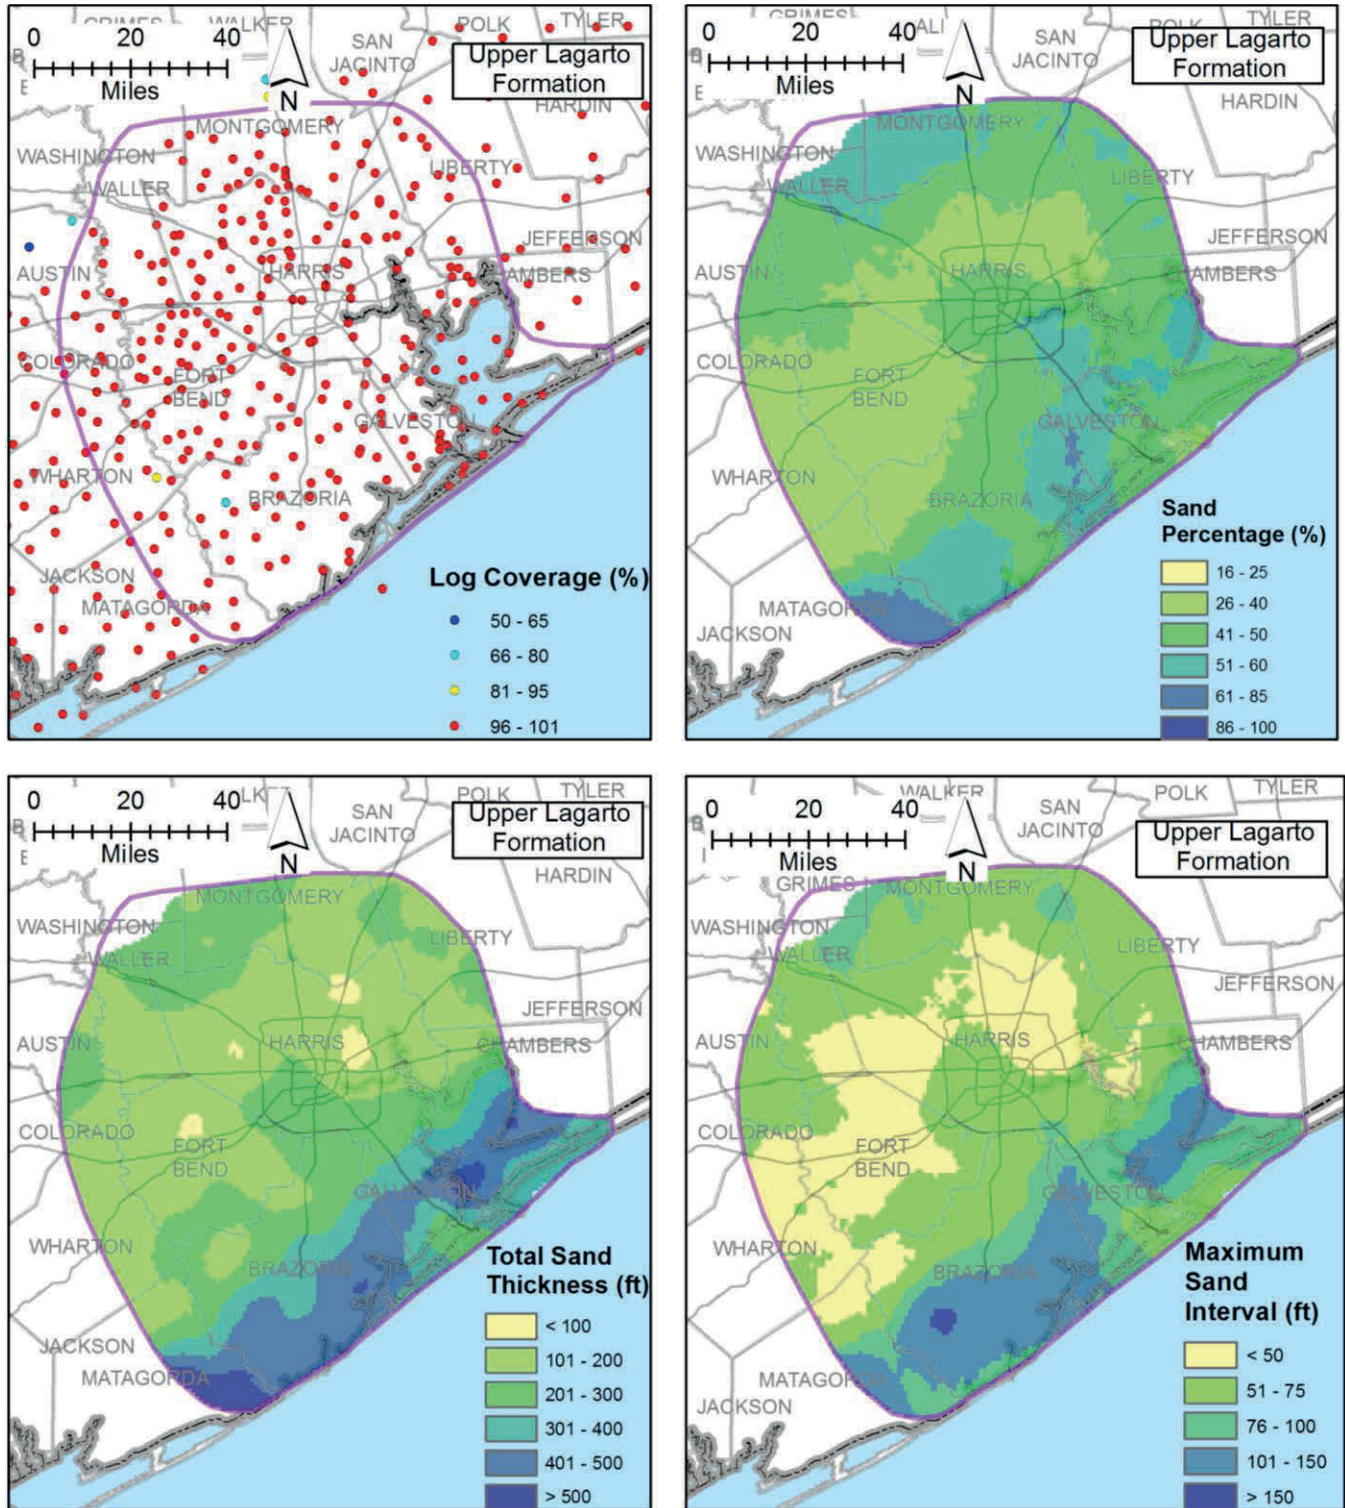 GRIMES
WALKER
POLK
TYLER
0 20 40
SAN
JACINTO
Upper Lagarto
Formation
Miles
N
HARDIN
MONTGOMERY
WASHINGTON
LIBERTY
WALLER
JEFFERSON
HARRIS
AUSTIN
CHAMBERS
COLORADO
FORT
BEND
GALVESTON
WHARTON
BRAZORIA
JACKSON
MATAGORDA
Log Coverage (%)
50 - 65
66 - 80
81 - 95
96 - 101
GRIMES
POLK
TYLER
0 20 40
SAN
JACINTO
Upper Lagarto
Formation
Miles
N
HARDIN
MONTGOMERY
WASHINGTON
LIBERTY
WALLER
JEFFERSON
HARRIS
AUSTIN
CHAMBERS
COLORADO
FORT
BEND
GALVESTON
WHARTON
BRAZORIA
MATAGORDA
JACKSON
Sand
Percentage (%)
16 - 25
26 - 40
41 - 50
51 - 60
61 - 85
86 - 100
POLK
TYLER
0 20 40
SAN
JACINTO
Upper Lagarto
Formation
Miles
N
HARDIN
MONTGOMERY
WASHINGTON
LIBERTY
WALLER
JEFFERSON
HARRIS
AUSTIN
CHAMBERS
COLORADO
FORT
BEND
GALVESTON
WHARTON
BRAZORIA
JACKSON
MATAGORDA
Total Sand
Thickness (ft)
< 100
101 - 200
201 - 300
301 - 400
401 - 500
> 500
WALKER
POLK
TYLER
0 20 40
SAN
JACINTO
Upper Lagarto
Formation
Miles
N
GRIMES
MONTGOMERY
HARDIN
WASHINGTON
LIBERTY
WALLER
JEFFERSON
HARRIS
AUSTIN
CHAMBERS
COLORADO
FORT
BEND
GALVESTON
WHARTON
BRAZORIA
MATAGORDA
JACKSON
Maximum
Sand
Interval (ft)
< 50
51 - 75
76 - 100
101 - 150
> 150